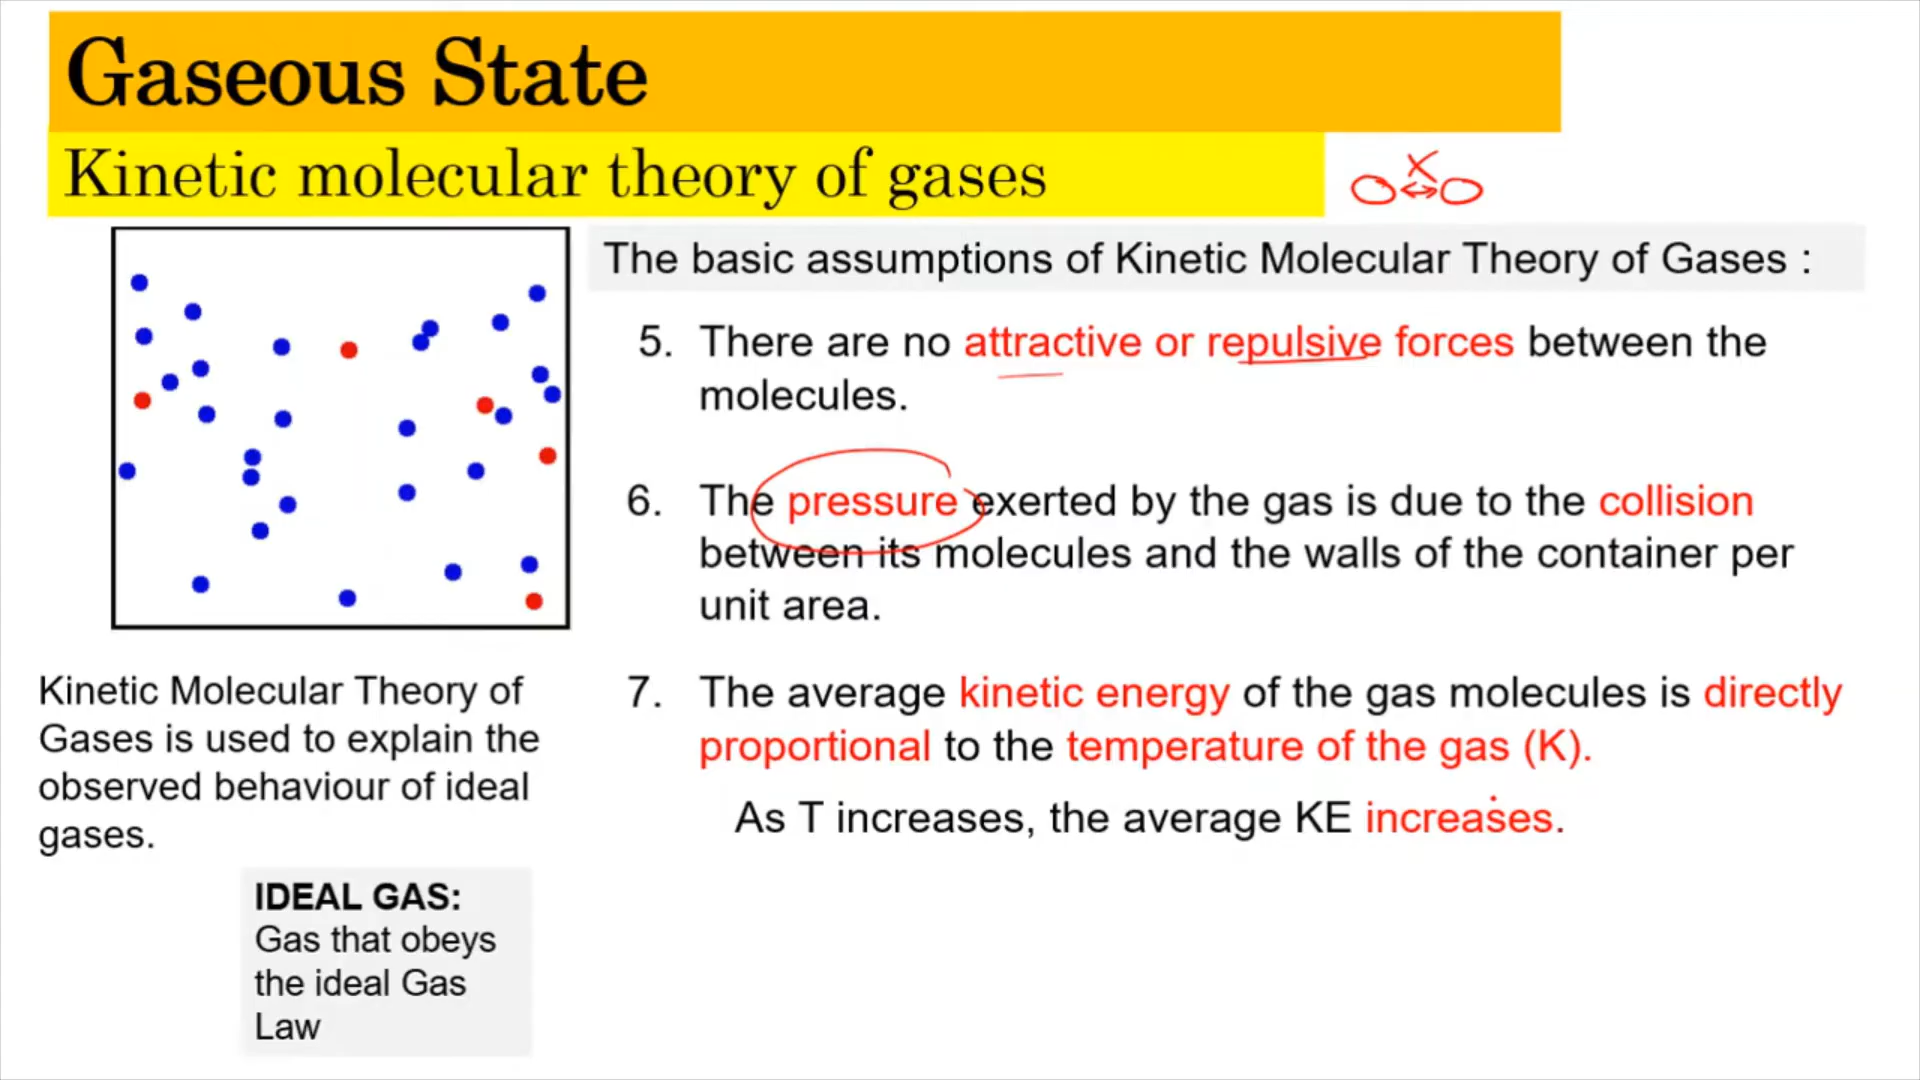 Gaseous State
Kinetic molecular theory of gases
The basic assumptions of Kinetic Molecular Theory of Gases :
5. There are no attractive or repulsive forces between the
molecules.
6. The pressure exerted by the gas is due to the collision
between its molecules and the walls of the container per
unit area.
7. The average kinetic energy of the gas molecules is directly
proportional to the temperature of the gas (K).
As T increases, the average KE increases.
Kinetic Molecular Theory of
Gases is used to explain the
observed behaviour of ideal
gases.
IDEAL GAS:
Gas that obeys
the ideal Gas
Law